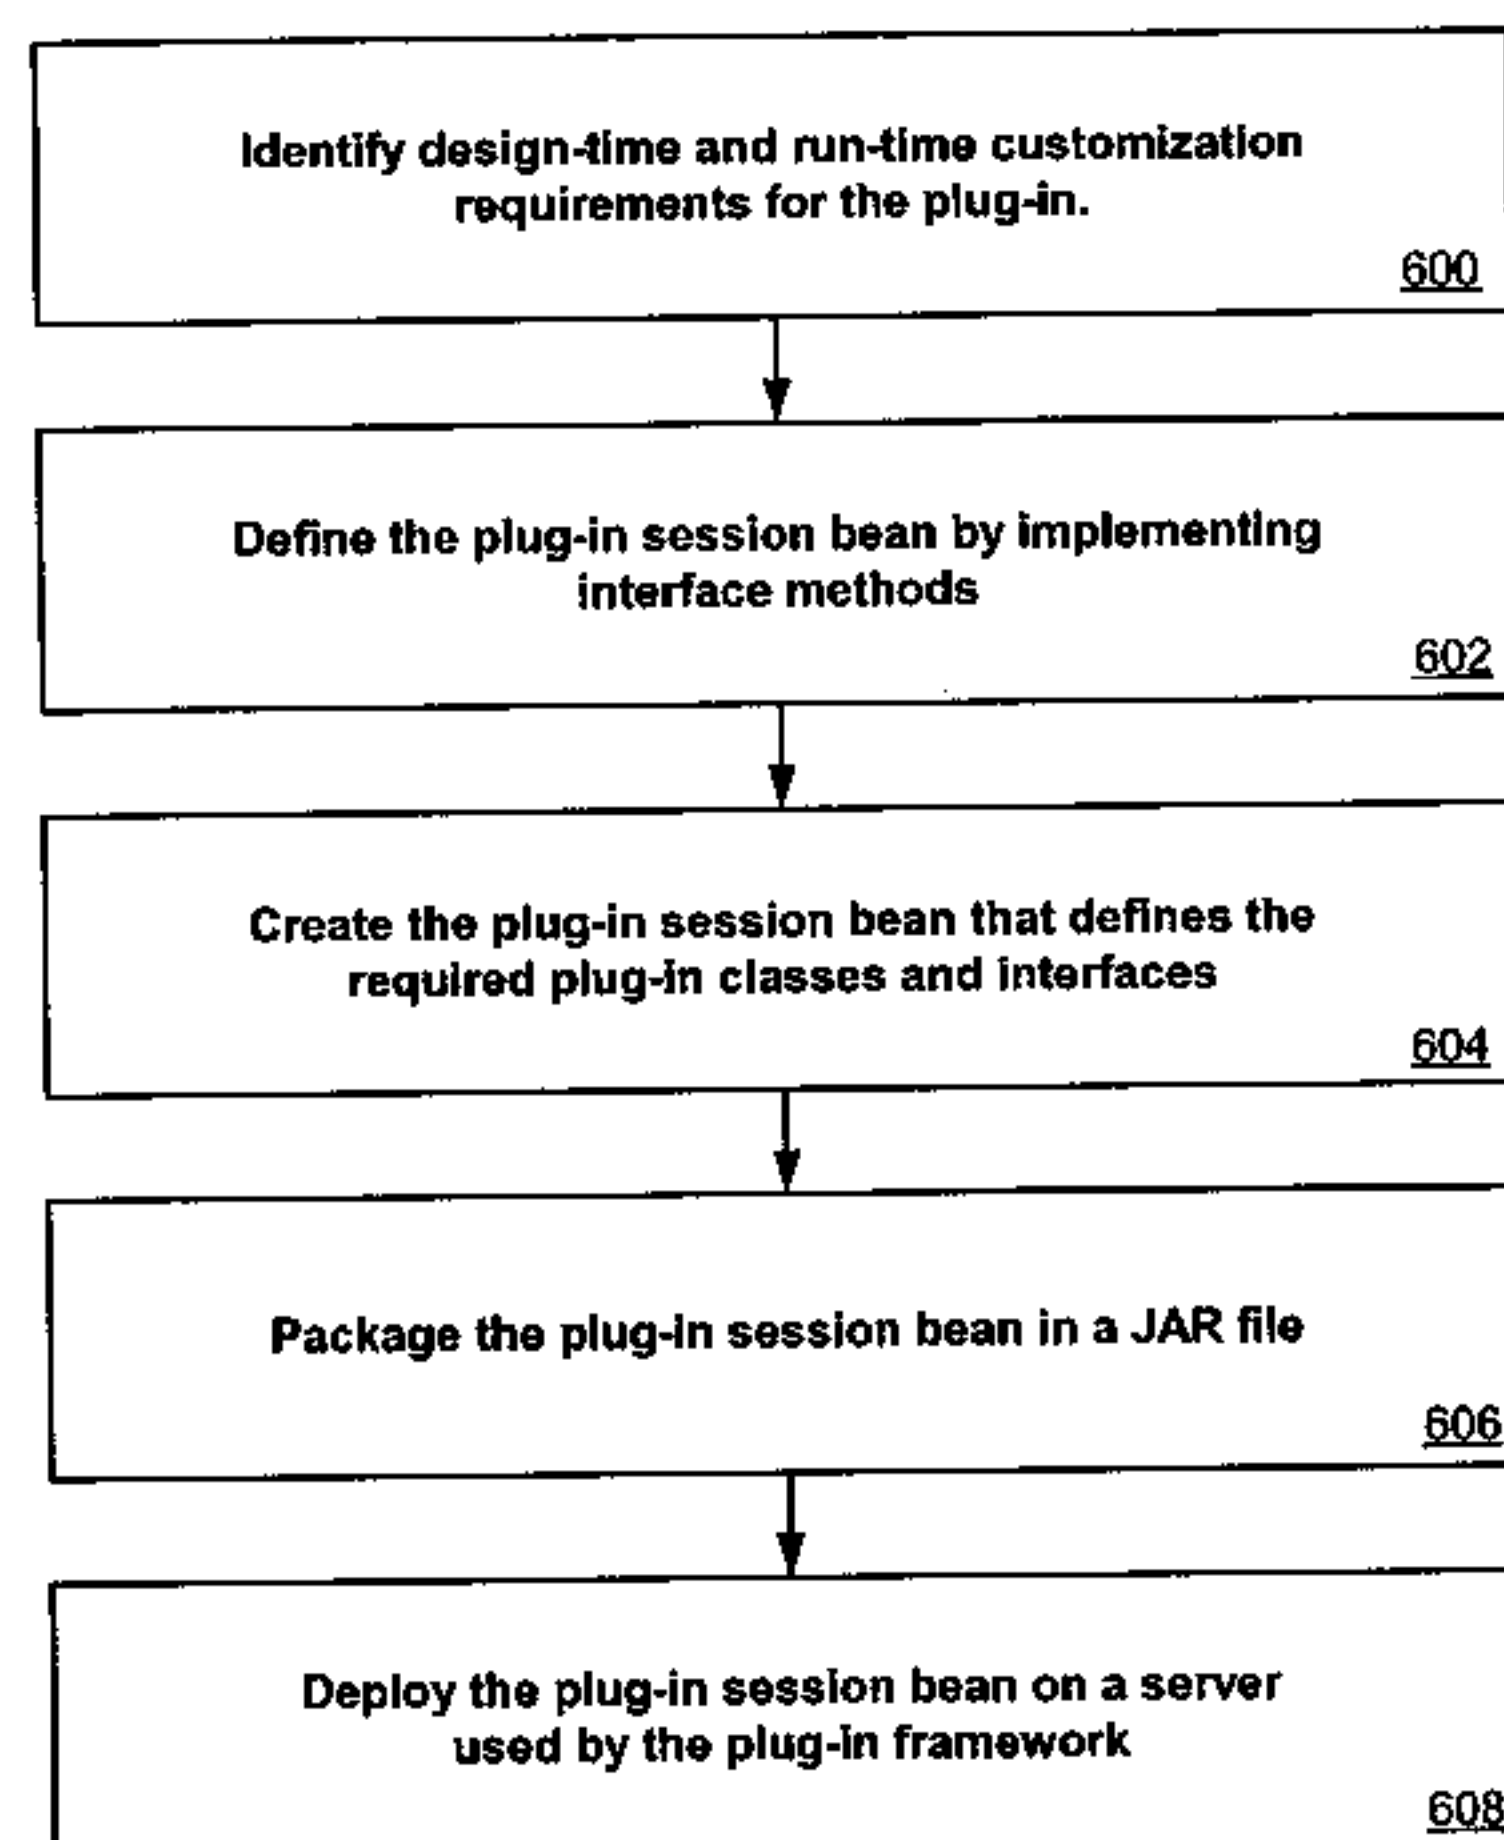 Identify design-time and run-time customization
requirements for the plug-in.
600
Define the plug-in session bean by implementing
interface methods
602
Create the plug-in session bean that defines the
required plug-in classes and interfaces
604
Package the plug-in session bean in a JAR file
606
Deploy the plug-in session bean on a server
used by the plug-in framework
608